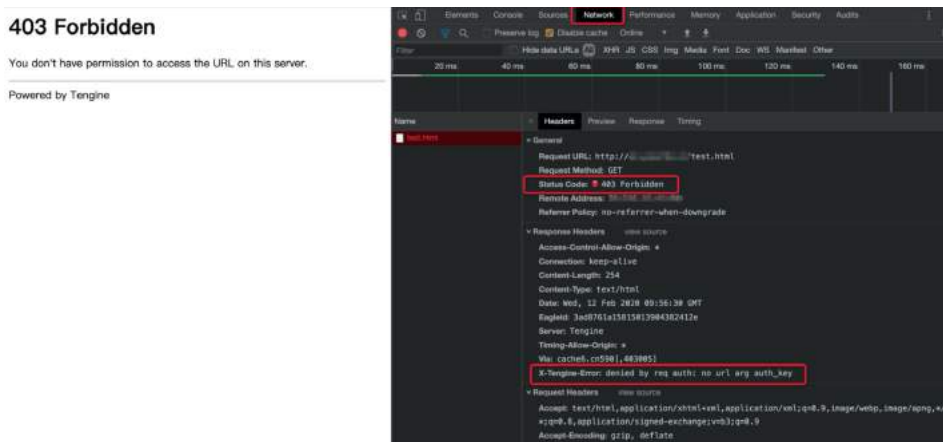 403 Forbidden
You don't have permission to access the URL on this server.
Powered by Tengine
Elements Console Sources Network Performance Memory Application Security Audits
Preserve log Disable cache Online
Filter Hide data URLs All XHR JS CSS Img Media Font Doc WS Manifest Other
20 ms 40 ms 60 ms 80 ms 100 ms 120 ms 140 ms 160 ms
Name
test.html
× Headers Preview Response Timing
General
Request URL: http:// /test.html
Request Method: GET
Status Code: 403 Forbidden
Remote Address:
Referrer Policy: no-referrer-when-downgrade
Response Headers view source
Access-Control-Allow-Origin: *
Connection: keep-alive
Content-Length: 254
Content-Type: text/html
Date: Wed, 12 Feb 2020 09:56:30 GMT
EagleId: 3ad0761a15815013904382412e
Server: Tengine
Timing-Allow-Origin: *
Via: cache6.cn590[,403005]
X-Tengine-Error: denied by req auth: no url arg auth_key
Request Headers view source
Accept: text/html,application/xhtml+xml,application/xml;q=0.9,image/webp,image/apng,*/
*;q=0.8,application/signed-exchange;v=b3;q=0.9
Accept-Encoding: gzip, deflate